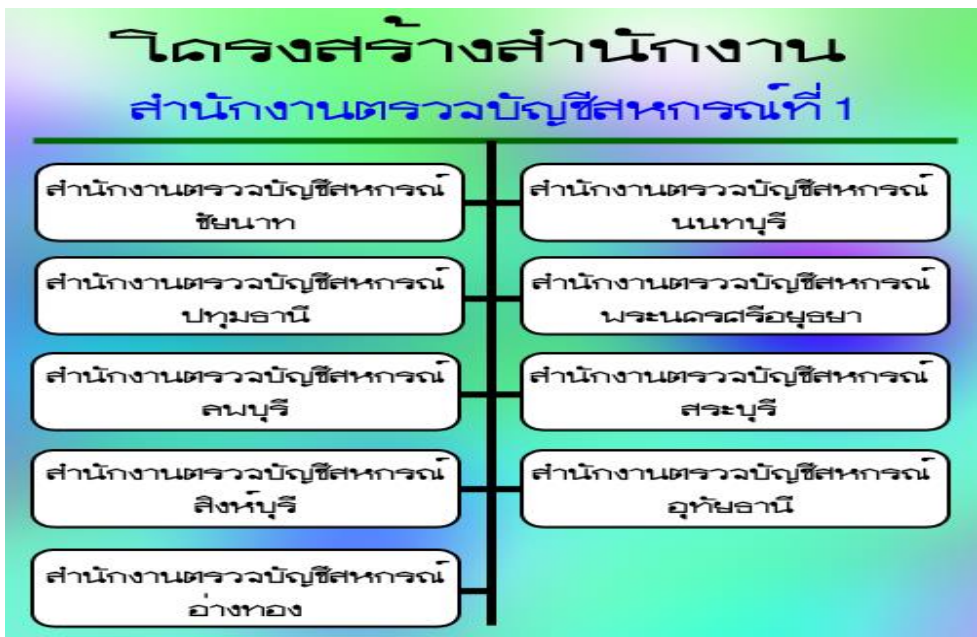 โครงสร้างสำนักงาน
สำนักงานตรวจบัญชีสหกรณ์ที่ 1
สำนักงานตรวจบัญชีสหกรณ์
ชัยนาท
สำนักงานตรวจบัญชีสหกรณ์
นนทบุรี
สำนักงานตรวจบัญชีสหกรณ์
ปทุมธานี
สำนักงานตรวจบัญชีสหกรณ์
พระนครศรีอยุธยา
สำนักงานตรวจบัญชีสหกรณ์
ลพบุรี
สำนักงานตรวจบัญชีสหกรณ์
สระบุรี
สำนักงานตรวจบัญชีสหกรณ์
สิงห์บุรี
สำนักงานตรวจบัญชีสหกรณ์
อุทัยธานี
สำนักงานตรวจบัญชีสหกรณ์
อ่างทอง